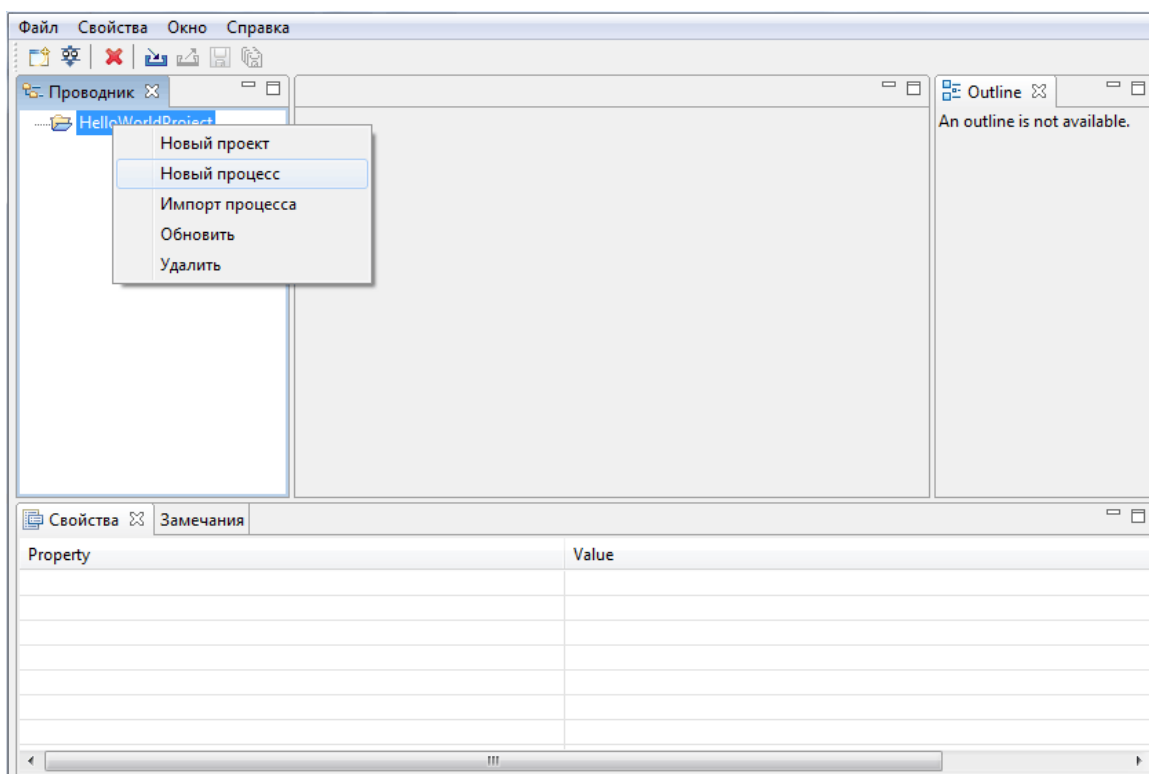 Файл Свойства Окно Справка
Проводник
Outline
HelloWorldProject
An outline is not available.
Новый проект
Новый процесс
Импорт процесса
Обновить
Удалить
Свойства Замечания
Property Value